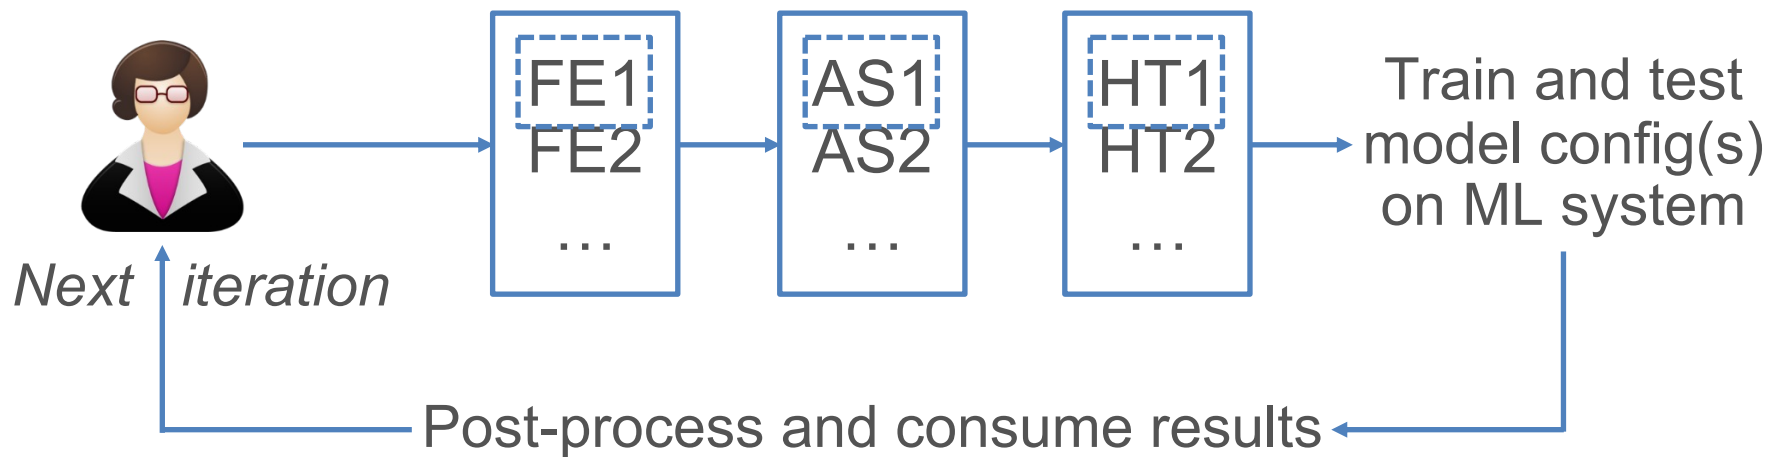 FE1
FE2
...
AS1
AS2
...
HT1
HT2
...
Train and test
model config(s)
on ML system
Next iteration
Post-process and consume results